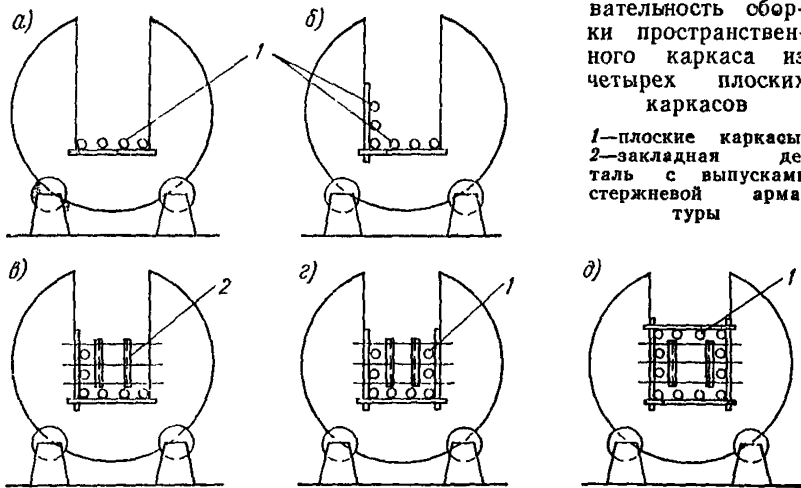 а)
1
б)
вательность сбор-
ки пространствен-
ного каркаса из
четырех плоских
каркасов
1—плоские каркасы
2—закладная де
таль с выпусками
стержневой арма
туры
в)
2
г)
1
д)
1